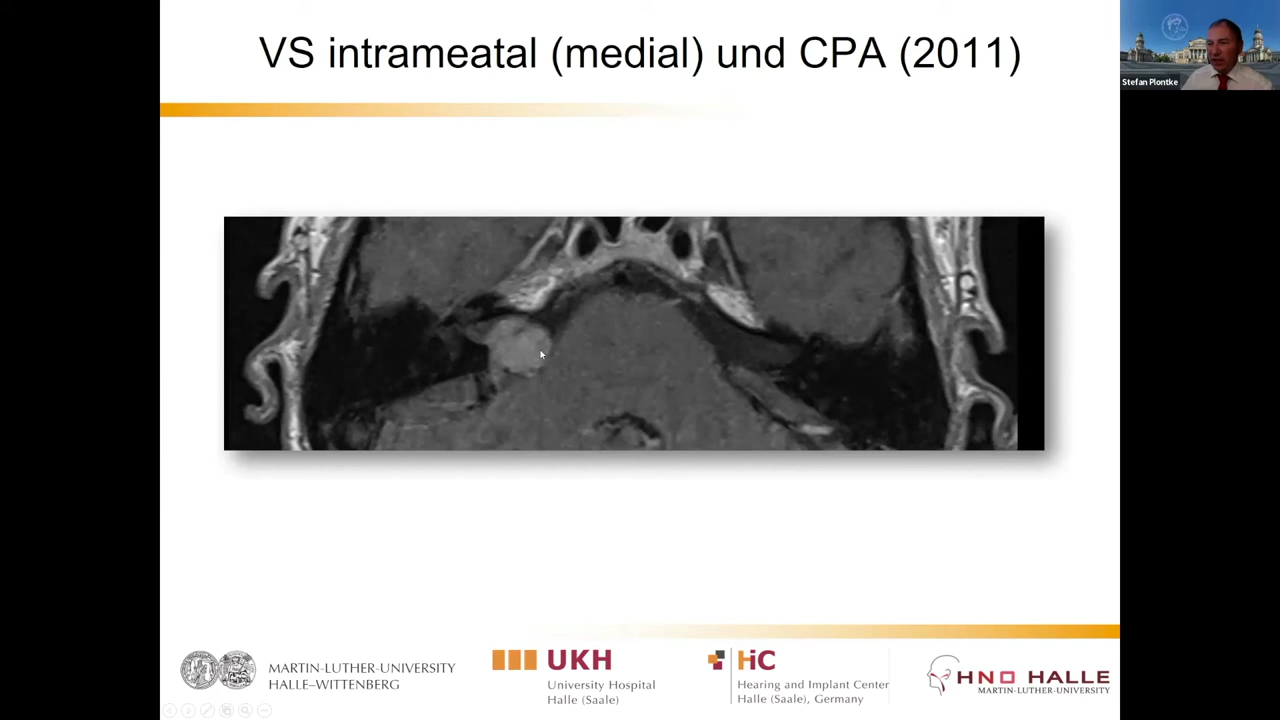 VS intrameatal (medial) und CPA (2011)
Stefan Plontke
MARTIN-LUTHER-UNIVERSITY
HALLE–WITTENBERG
UKH
University Hospital
Halle (Saale)
HiC
Hearing and Implant Center
Halle (Saale), Germany
HNO HALLE
MARTIN-LUTHER-UNIVERSITY